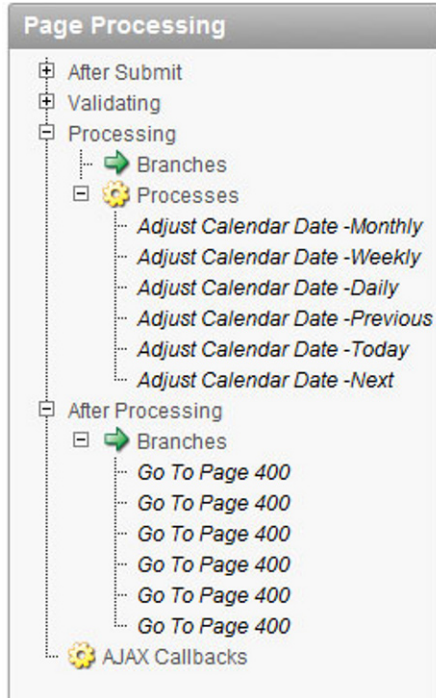 Page Processing
After Submit
Validating
Processing
Branches
Processes
Adjust Calendar Date -Monthly
Adjust Calendar Date -Weekly
Adjust Calendar Date -Daily
Adjust Calendar Date -Previous
Adjust Calendar Date -Today
Adjust Calendar Date -Next
After Processing
Branches
Go To Page 400
Go To Page 400
Go To Page 400
Go To Page 400
Go To Page 400
Go To Page 400
AJAX Callbacks